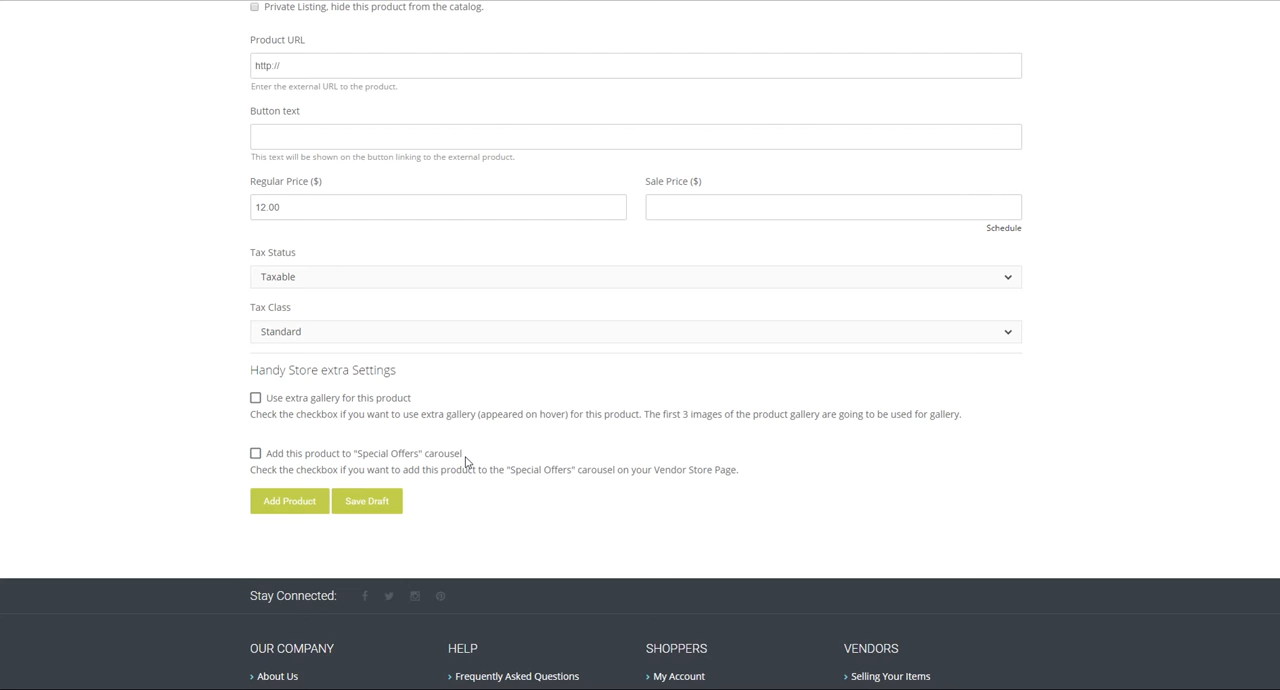 Private Listing, hide this product from the catalog.
Product URL
http://
Enter the external URL to the product.
Button text
This text will be shown on the button linking to the external product.
Regular Price ($) Sale Price ($)
12.00
Schedule
Tax Status
Taxable
Tax Class
Standard
Handy Store extra Settings
Use extra gallery for this product
Check the checkbox if you want to use extra gallery (appeared on hover) for this product. The first 3 images of the product gallery are going to be used for gallery.
Add this product to "Special Offers" carousel
Check the checkbox if you want to add this product to the "Special Offers" carousel on your Vendor Store Page.
Add Product Save Draft
Stay Connected:
OUR COMPANY HELP SHOPPERS VENDORS
› About Us › Frequently Asked Questions › My Account › Selling Your Items